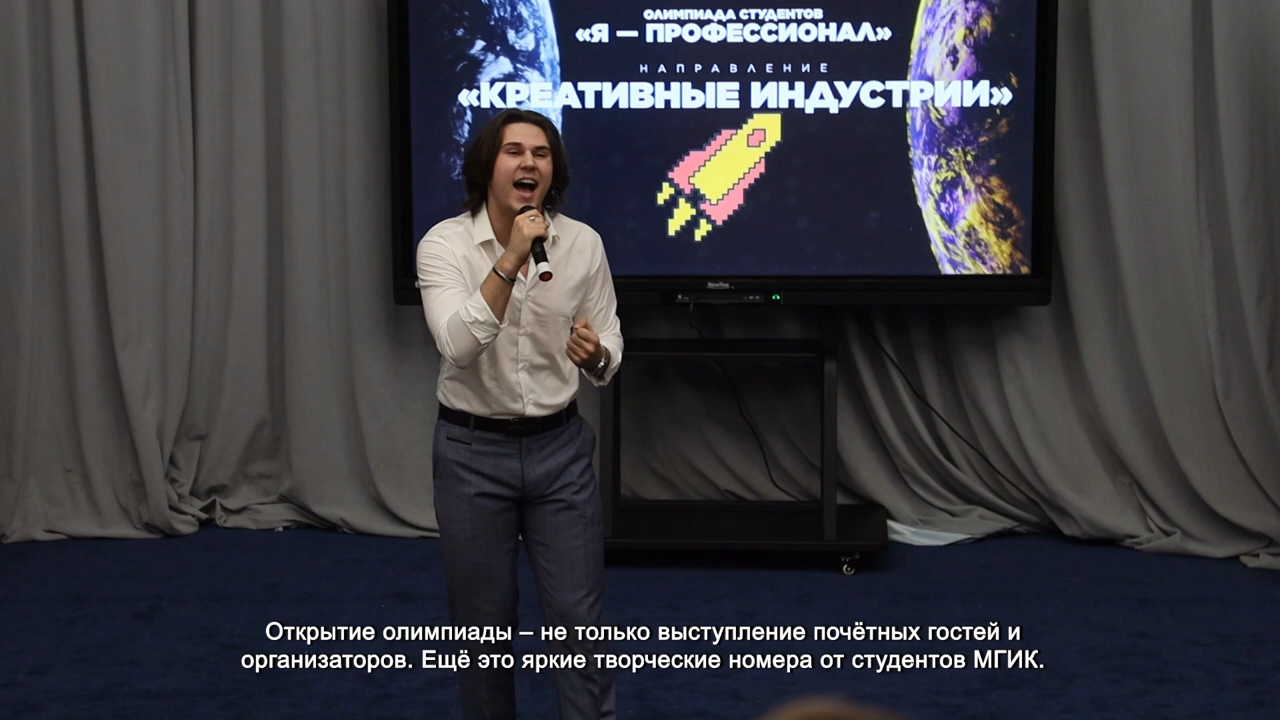 ОЛИМПИАДА СТУДЕНТОВ
«Я — ПРОФЕССИОНАЛ»
НАПРАВЛЕНИЕ
«КРЕАТИВНЫЕ ИНДУСТРИИ»
Открытие олимпиады – не только выступление почётных гостей и
организаторов. Ещё это яркие творческие номера от студентов МГИК.